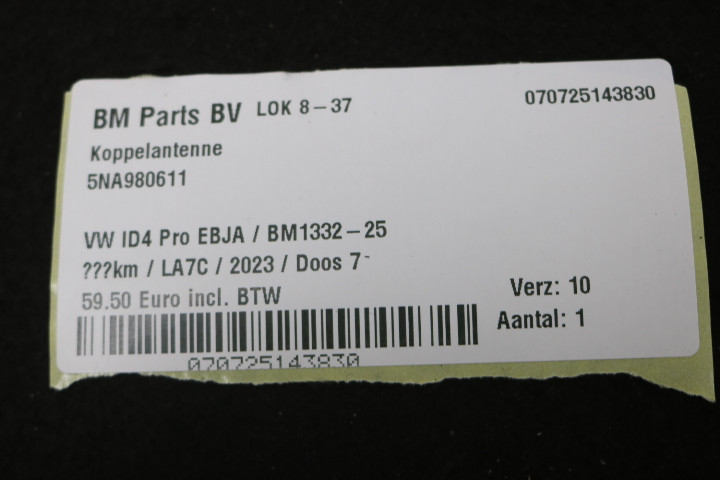 BM Parts BV LOK 8-37 070725143830
Koppelantenne
5NA980611
VW ID4 Pro EBJA / BM1332-25
???km / LA7C / 2023 / Doos 7-
59.50 Euro incl. BTW Verz: 10
Aantal: 1
070725143830